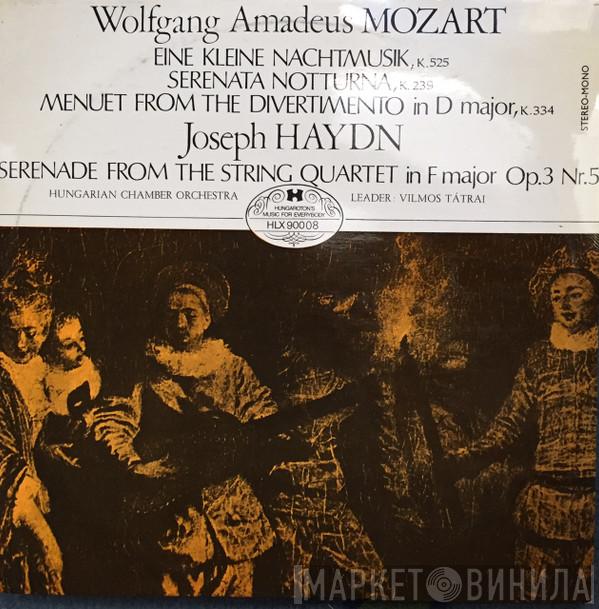 Wolfgang Amadeus MOZART
EINE KLEINE NACHTMUSIK, K.525
SERENATA NOTTURNA, K.239
MENUET FROM THE DIVERTIMENTO in D major, K.334
Joseph HAYDN
SERENADE FROM THE STRING QUARTET in F major Op.3 Nr.5
HUNGARIAN CHAMBER ORCHESTRA
LEADER: VILMOS TÁTRAI
H
HUNGAROTON'S
MUSIC FOR EVERYBODY
HLX 90008
STEREO-MONO
[МАРКЕТ ВИНИЛА]